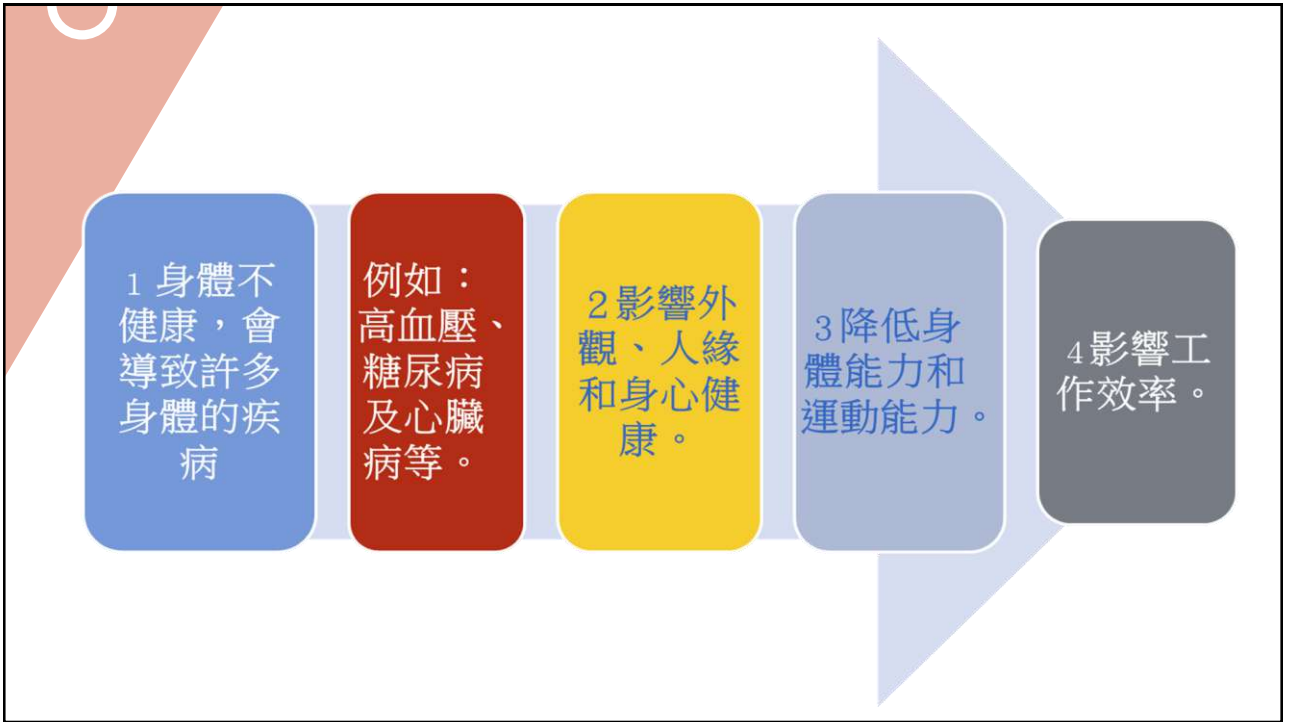 1 身體不
健康，會
導致許多
身體的疾
病
例如：
高血壓、
糖尿病
及心臟
病等。
2影響外
觀、人緣
和身心健
康。
3降低身
體能力和
運動能力。
4影響工
作效率。